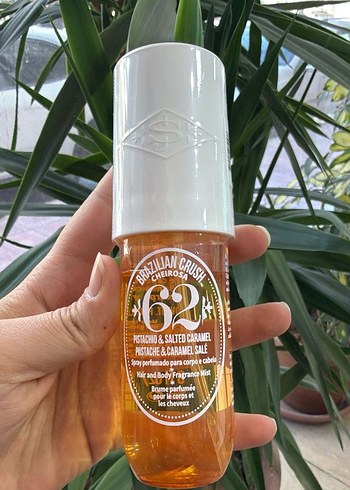 BRAZILIAN CRUSH
CHEIROSA
62
PISTACHIO & SALTED CARAMEL
PISTACHE & CARAMEL SALÉ
Spray perfumado para corpo e cabelo
Hair and Body Fragrance Mist
Brume parfumée
pour le corps et
les cheveux